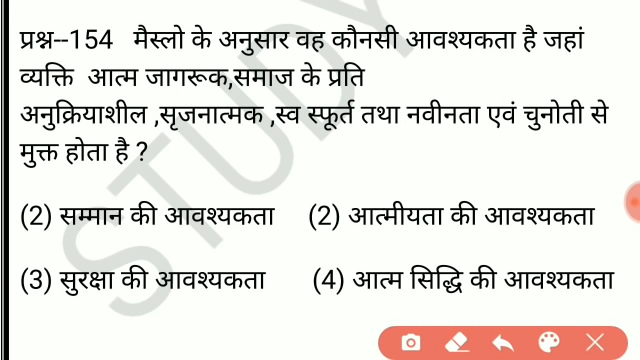 प्रश्न--154 मैस्लो के अनुसार वह कौनसी आवश्यकता है जहां
व्यक्ति आत्म जागरूक,समाज के प्रति
अनुक्रियाशील ,सृजनात्मक ,स्व स्फूर्त तथा नवीनता एवं चुनोती से
मुक्त होता है ?
(2) सम्मान की आवश्यकता (2) आत्मीयता की आवश्यकता
(3) सुरक्षा की आवश्यकता (4) आत्म सिद्धि की आवश्यकता
STUDY